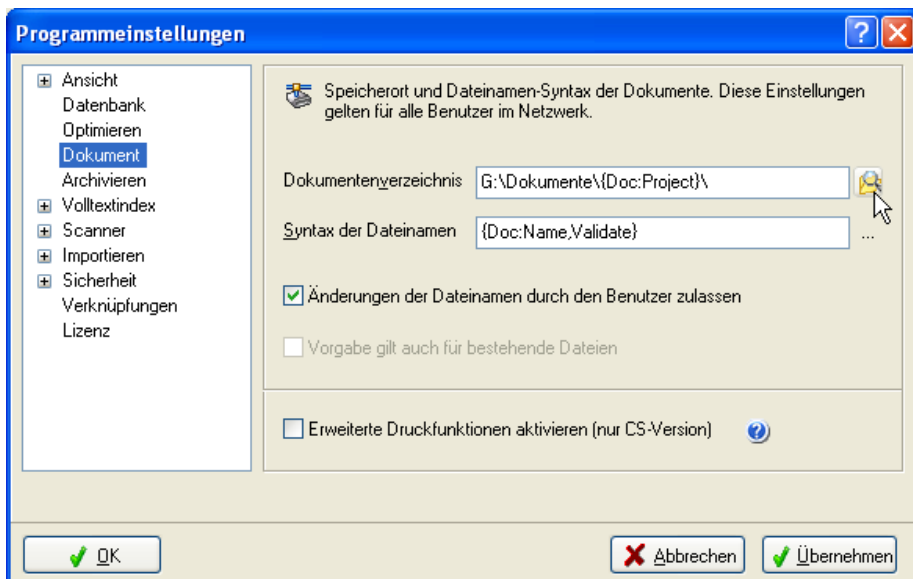 Programmeinstellungen
Ansicht
Datenbank
Optimieren
Dokument
Archivieren
Volltextindex
Scanner
Importieren
Sicherheit
Verknüpfungen
Lizenz
Speicherort und Dateinamen-Syntax der Dokumente. Diese Einstellungen
gelten für alle Benutzer im Netzwerk.
Dokumentenverzeichnis G:\Dokumente\{Doc:Project}\
Syntax der Dateinamen {Doc:Name,Validate} ...
Änderungen der Dateinamen durch den Benutzer zulassen
Vorgabe gilt auch für bestehende Dateien
Erweiterte Druckfunktionen aktivieren (nur CS-Version)
OK Abbrechen Übernehmen